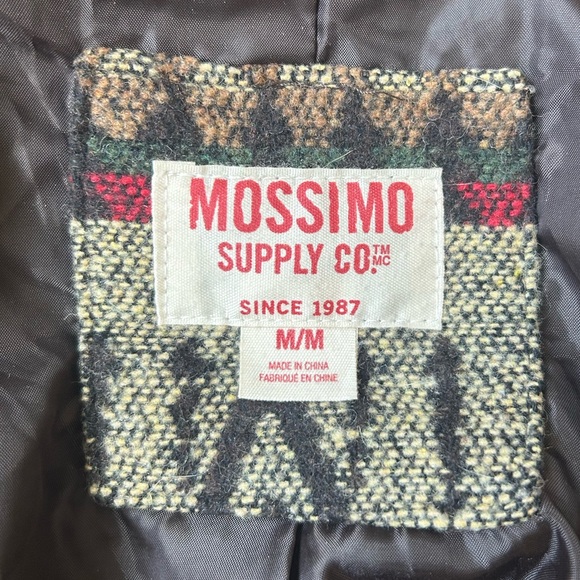 MOSSIMO
SUPPLY CO.™ MC
SINCE 1987
M/M
MADE IN CHINA
FABRIQUÉ EN CHINE